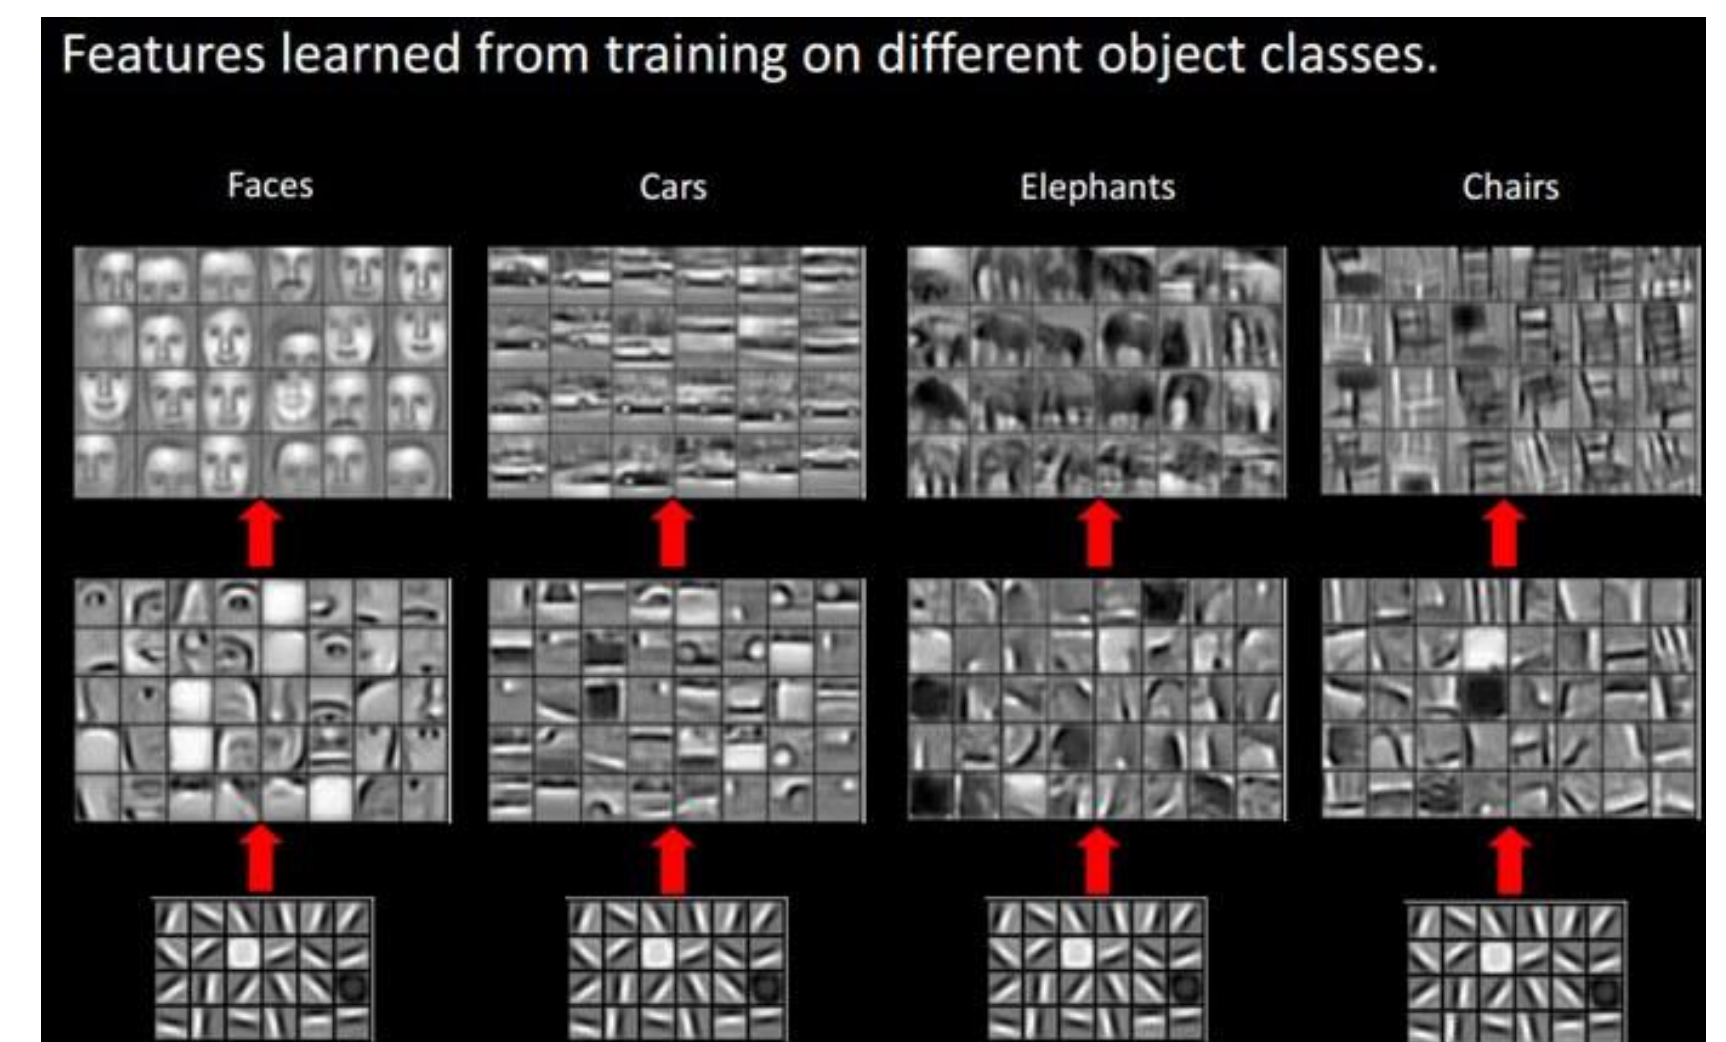 Features learned from training on different object classes.
Faces
Cars
Elephants
Chairs